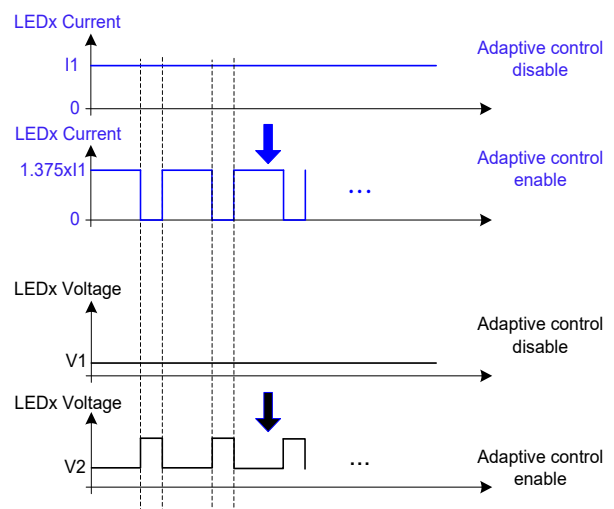 LEDx Current
I1
0
Adaptive control
disable
LEDx Current
1.375xI1
0
...
Adaptive control
enable
LEDx Voltage
V1
Adaptive control
disable
LEDx Voltage
V2
...
Adaptive control
enable